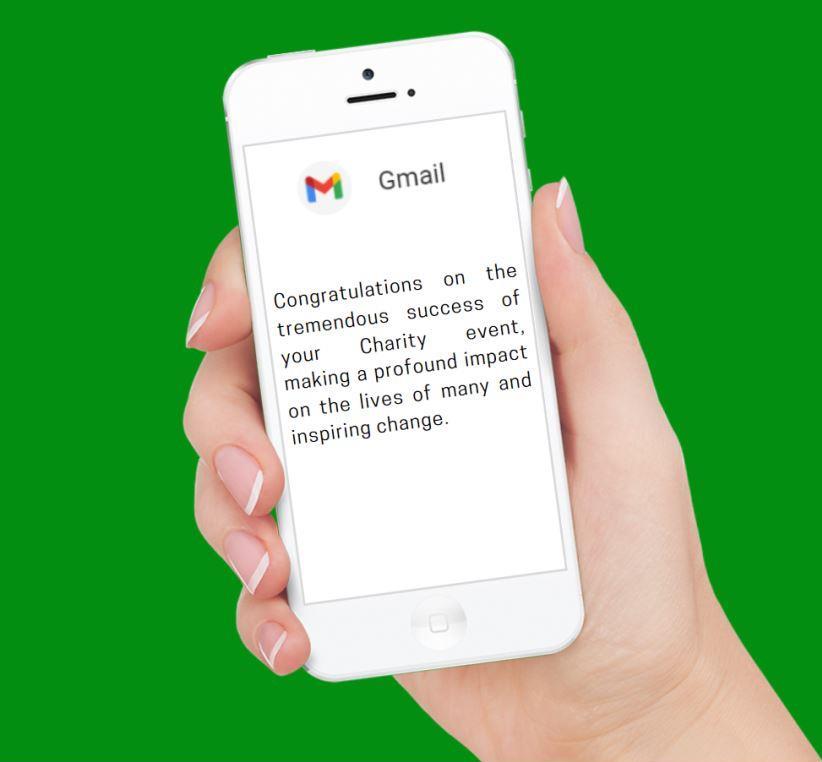 Gmail
Congratulations on the
tremendous success of
your Charity event,
making a profound impact
on the lives of many and
inspiring change.